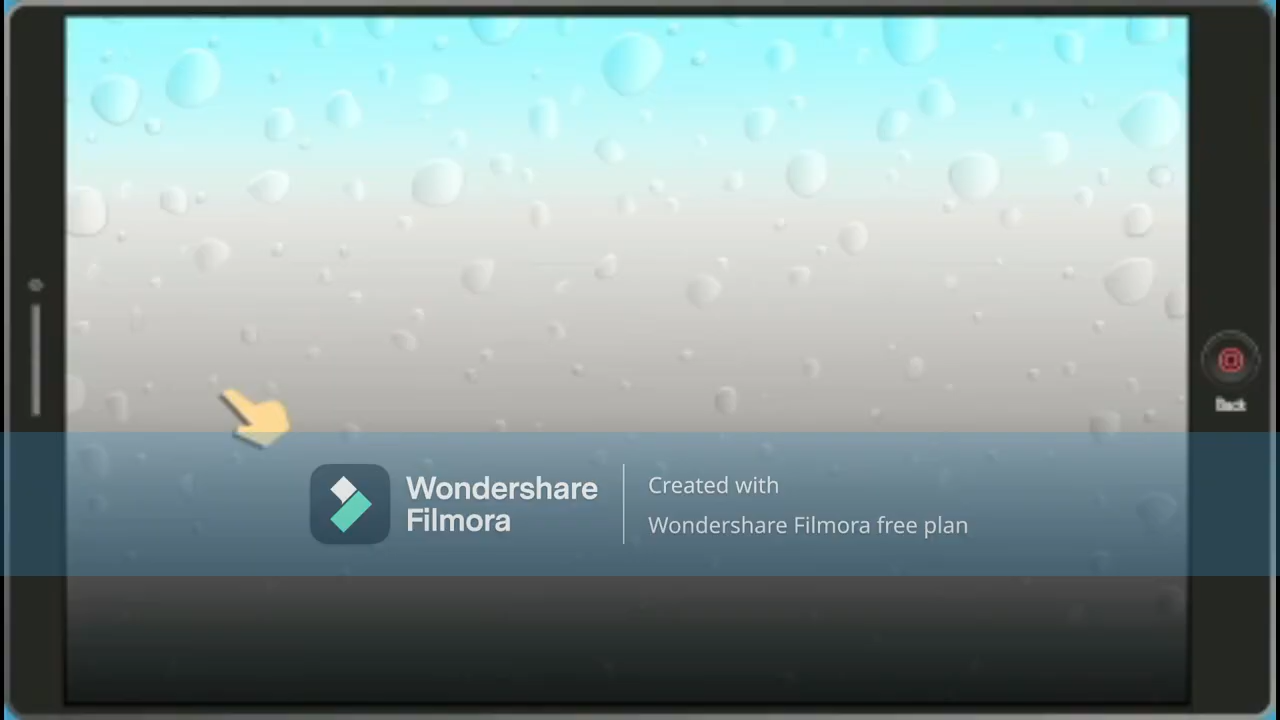 Back
Wondershare
Filmora
Created with
Wondershare Filmora free plan